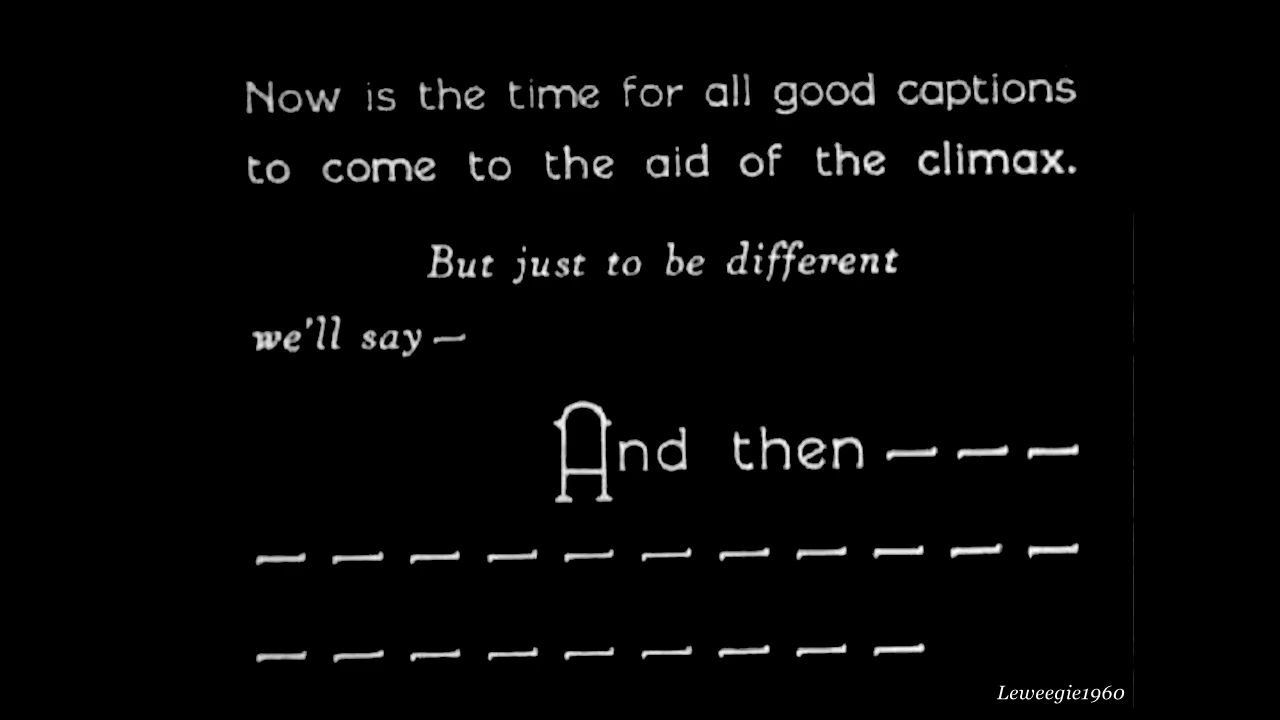 Now is the time for all good captions
to come to the aid of the climax.
But just to be different
we'll say —
And then — — —
— — — — — — — — — — —
— — — — — — — — —
Leweegie1960